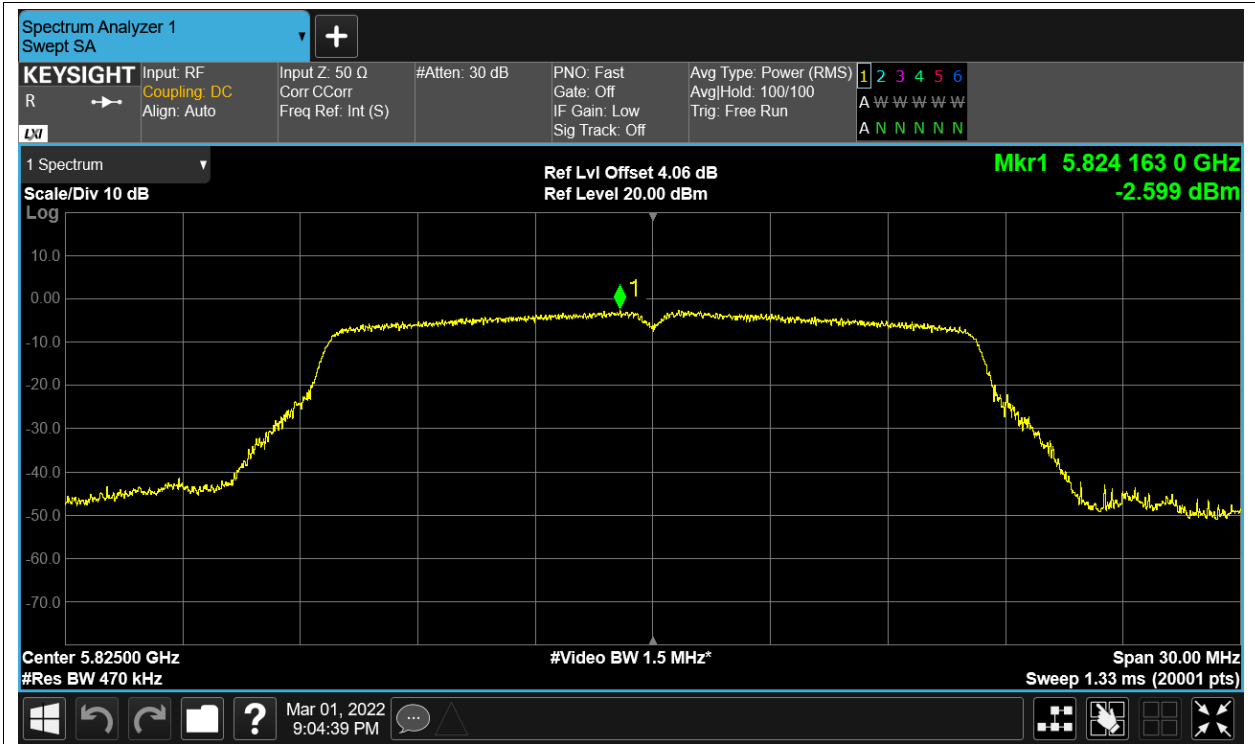 Spectrum Analyzer 1
Swept SA
KEYSIGHT
R
LXI
Input: RF
Coupling: DC
Align: Auto
Input Z: 50 Ω
Corr CCorr
Freq Ref: Int (S)
#Atten: 30 dB
PNO: Fast
Gate: Off
IF Gain: Low
Sig Track: Off
Avg Type: Power (RMS)
Avg|Hold: 100/100
Trig: Free Run
1 2 3 4 5 6
A W W W W W
A N N N N N
1 Spectrum
Scale/Div 10 dB
Log
Ref Lvl Offset 4.06 dB
Ref Level 20.00 dBm
Mkr1 5.824 163 0 GHz
-2.599 dBm
10.0
0.00
-10.0
-20.0
-30.0
-40.0
-50.0
-60.0
-70.0
1
Center 5.82500 GHz
#Res BW 470 kHz
#Video BW 1.5 MHz*
Span 30.00 MHz
Sweep 1.33 ms (20001 pts)
?
Mar 01, 2022
9:04:39 PM